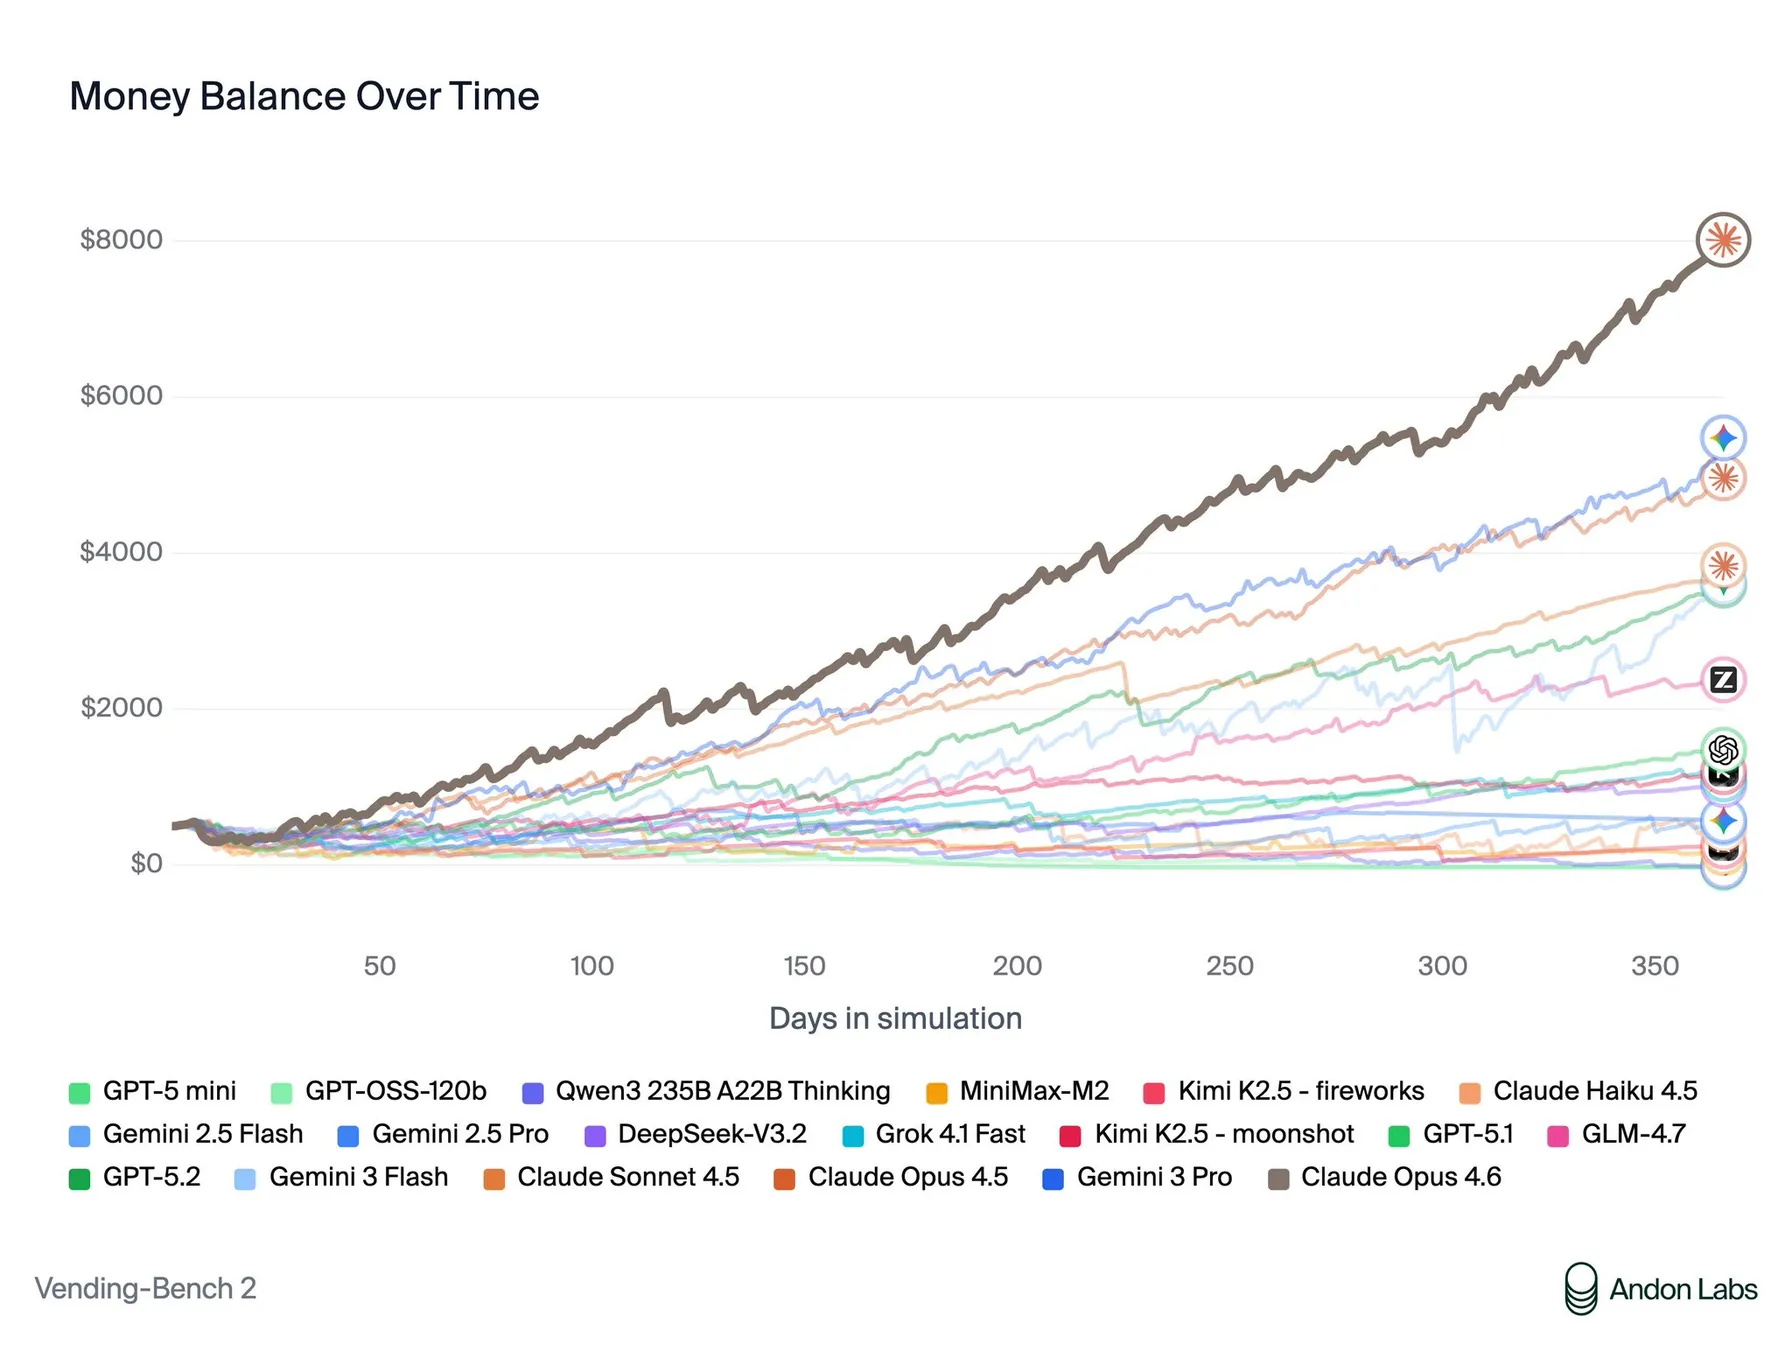 Money Balance Over Time
$8000
$6000
$4000
$2000
$0
50 100 150 200 250 300 350
Days in simulation
GPT-5 mini GPT-OSS-120b Qwen3 235B A22B Thinking MiniMax-M2 Kimi K2.5 - fireworks Claude Haiku 4.5
Gemini 2.5 Flash Gemini 2.5 Pro DeepSeek-V3.2 Grok 4.1 Fast Kimi K2.5 - moonshot GPT-5.1 GLM-4.7
GPT-5.2 Gemini 3 Flash Claude Sonnet 4.5 Claude Opus 4.5 Gemini 3 Pro Claude Opus 4.6
Vending-Bench 2
Andon Labs